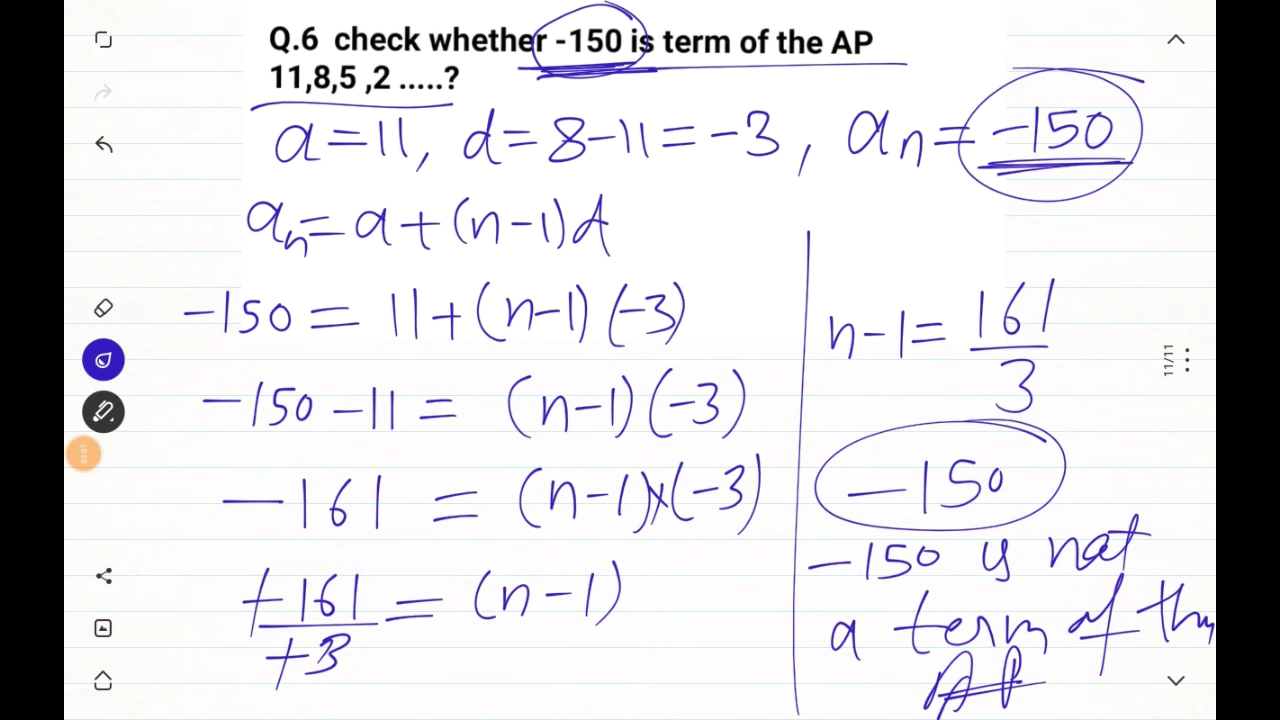 Q.6 check whether -150 is term of the AP
11,8,5 ,2 .....?
a = 11, d = 8-11 = -3, an = -150
an = a + (n-1)d
-150 = 11 + (n-1)(-3)
-150 - 11 = (n-1)(-3)
-161 = (n-1)×(-3)
+161/+3 = (n-1)
n-1 = 161/3
-150
-150 is not
a term of
AP
11/11